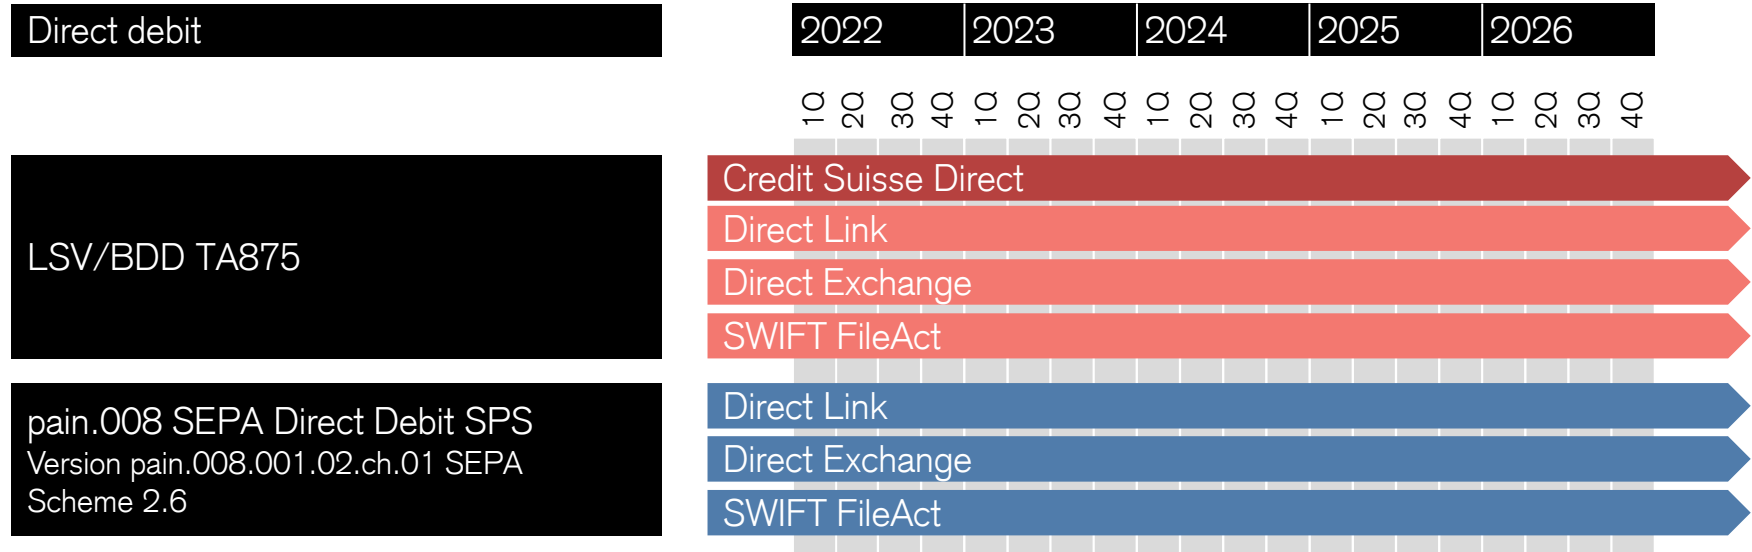 Direct debit
2022 2023 2024 2025 2026
1Q 2Q 3Q 4Q 1Q 2Q 3Q 4Q 1Q 2Q 3Q 4Q 1Q 2Q 3Q 4Q 1Q 2Q 3Q 4Q
LSV/BDD TA875
Credit Suisse Direct
Direct Link
Direct Exchange
SWIFT FileAct
pain.008 SEPA Direct Debit SPS
Version pain.008.001.02.ch.01 SEPA
Scheme 2.6
Direct Link
Direct Exchange
SWIFT FileAct